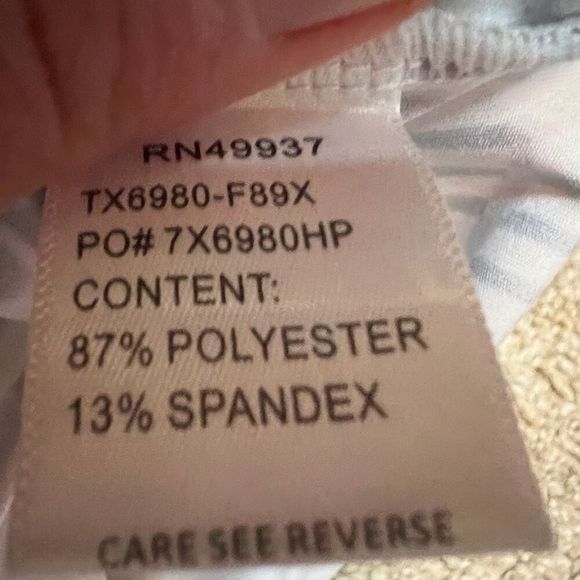 RN49937
TX6980-F89X
PO# 7X6980HP
CONTENT:
87% POLYESTER
13% SPANDEX
CARE SEE REVERSE